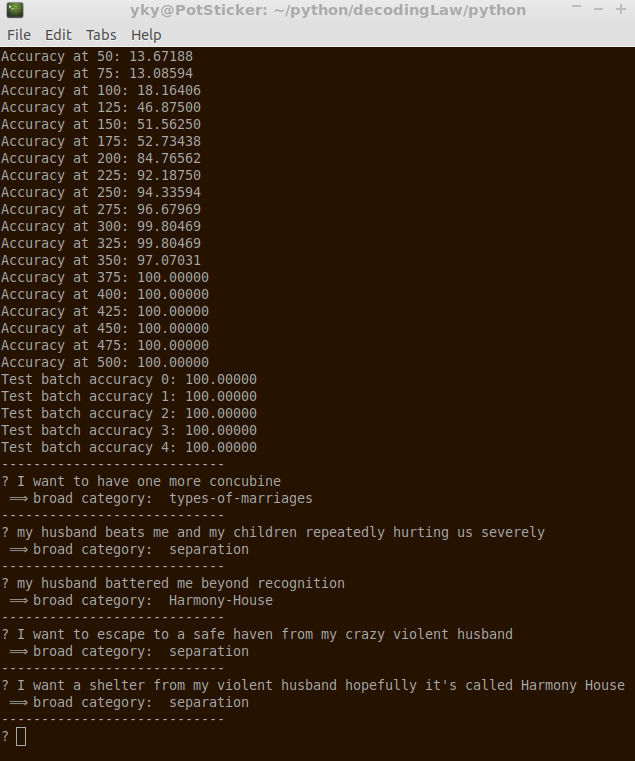 yky@PotSticker: ~/python/decodingLaw/python
File Edit Tabs Help
Accuracy at 50: 13.67188
Accuracy at 75: 13.08594
Accuracy at 100: 18.16406
Accuracy at 125: 46.87500
Accuracy at 150: 51.56250
Accuracy at 175: 52.73438
Accuracy at 200: 84.76562
Accuracy at 225: 92.18750
Accuracy at 250: 94.33594
Accuracy at 275: 96.67969
Accuracy at 300: 99.80469
Accuracy at 325: 99.80469
Accuracy at 350: 97.07031
Accuracy at 375: 100.00000
Accuracy at 400: 100.00000
Accuracy at 425: 100.00000
Accuracy at 450: 100.00000
Accuracy at 475: 100.00000
Accuracy at 500: 100.00000
Test batch accuracy 0: 100.00000
Test batch accuracy 1: 100.00000
Test batch accuracy 2: 100.00000
Test batch accuracy 3: 100.00000
Test batch accuracy 4: 100.00000
----------------------------
? I want to have one more concubine
⟹ broad category: types-of-marriages
----------------------------
? my husband beats me and my children repeatedly hurting us severely
⟹ broad category: separation
----------------------------
? my husband battered me beyond recognition
⟹ broad category: Harmony-House
----------------------------
? I want to escape to a safe haven from my crazy violent husband
⟹ broad category: separation
----------------------------
? I want a shelter from my violent husband hopefully it's called Harmony House
⟹ broad category: separation
----------------------------
?